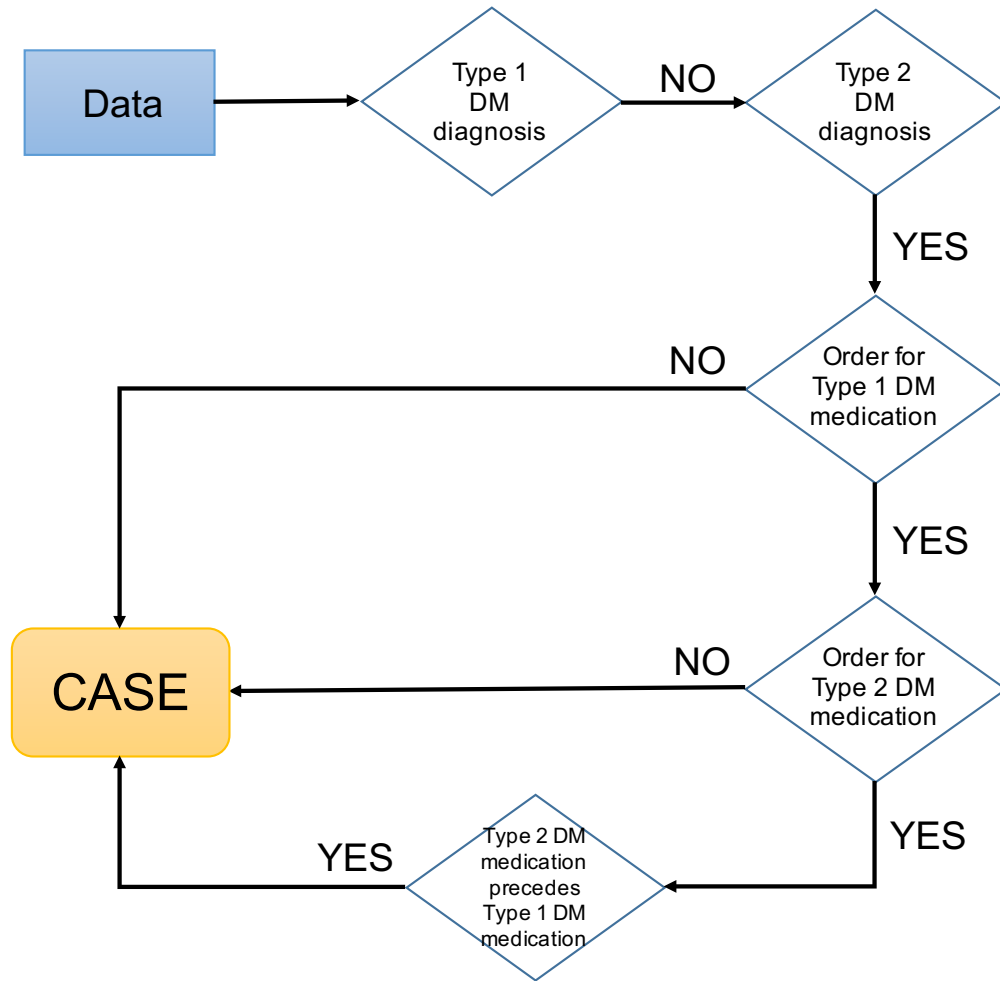 Data
Type 1
DM
diagnosis
NO
Type 2
DM
diagnosis
YES
Order for
Type 1 DM
medication
NO
YES
Order for
Type 2 DM
medication
NO
CASE
YES
Type 2 DM
medication
precedes
Type 1 DM
medication
YES